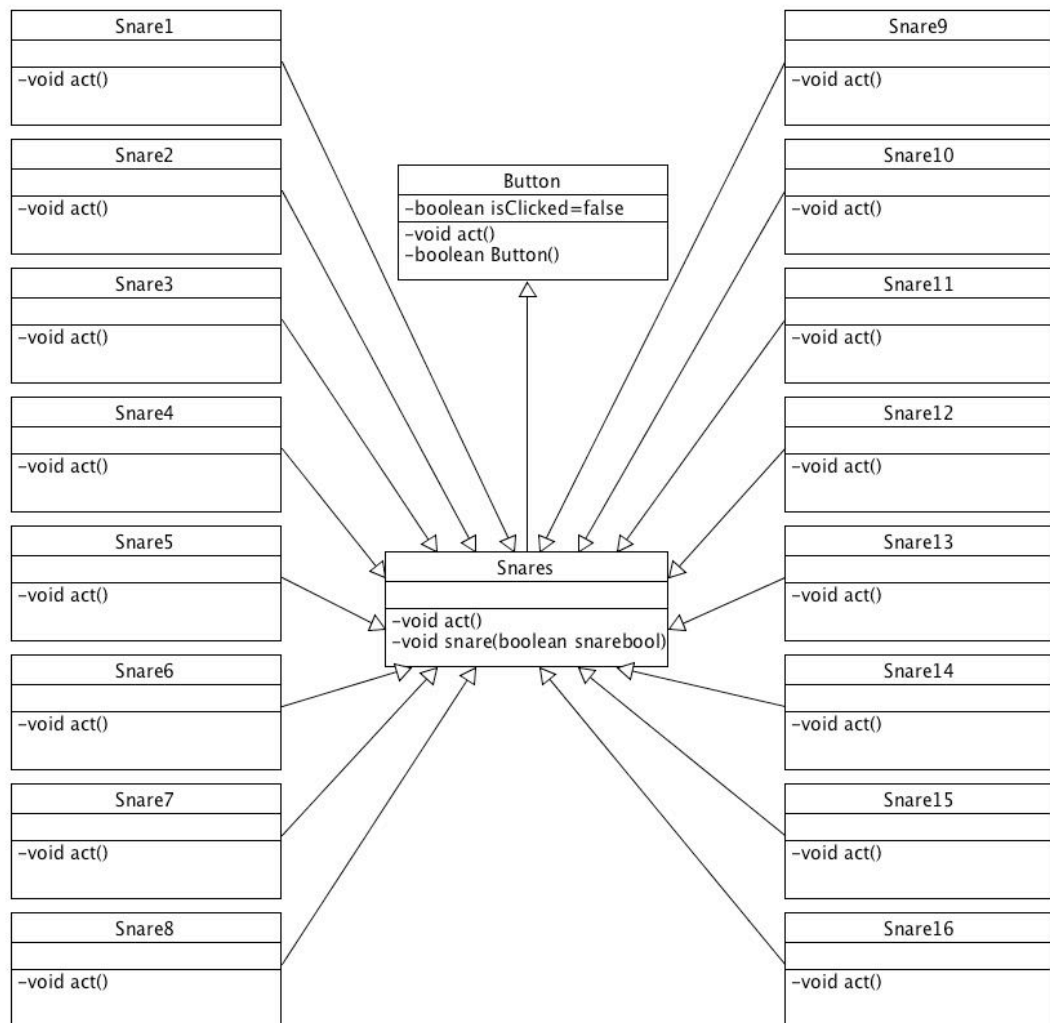 Snare1
-void act()
Snare2
-void act()
Snare3
-void act()
Snare4
-void act()
Snare5
-void act()
Snare6
-void act()
Snare7
-void act()
Snare8
-void act()
Button
-boolean isClicked=false
-void act()
-boolean Button()
Snares
-void act()
-void snare(boolean snarebool)
Snare9
-void act()
Snare10
-void act()
Snare11
-void act()
Snare12
-void act()
Snare13
-void act()
Snare14
-void act()
Snare15
-void act()
Snare16
-void act()